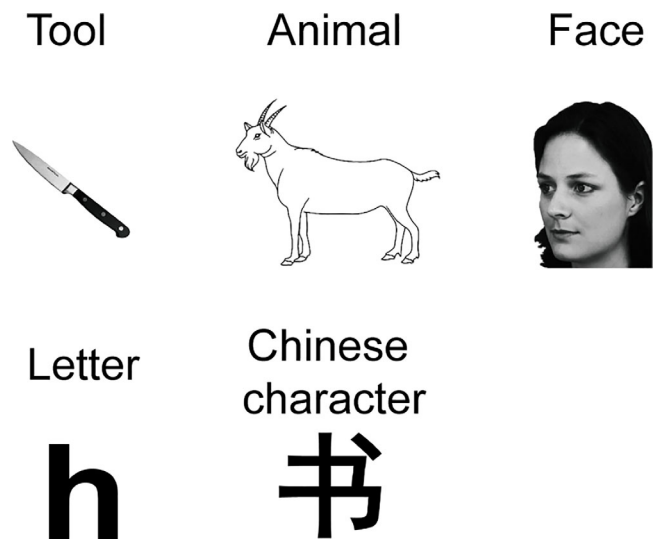 Tool Animal Face
Letter Chinese
character
h 书